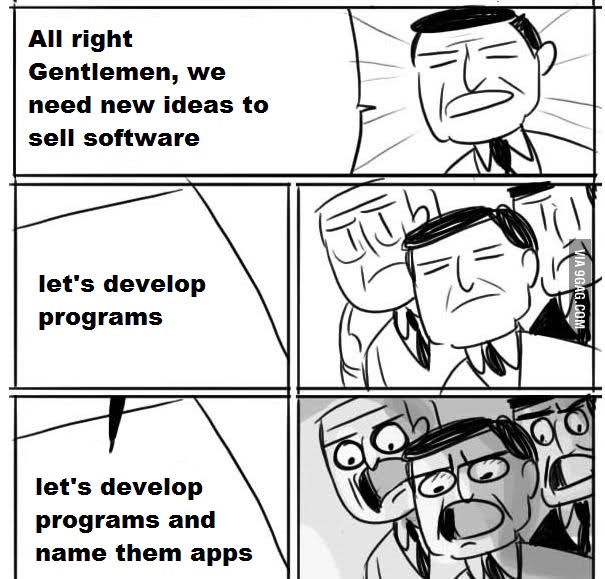 All right
Gentlemen, we
need new ideas to
sell software
let's develop
programs
VIA 9GAG.COM
let's develop
programs and
name them apps